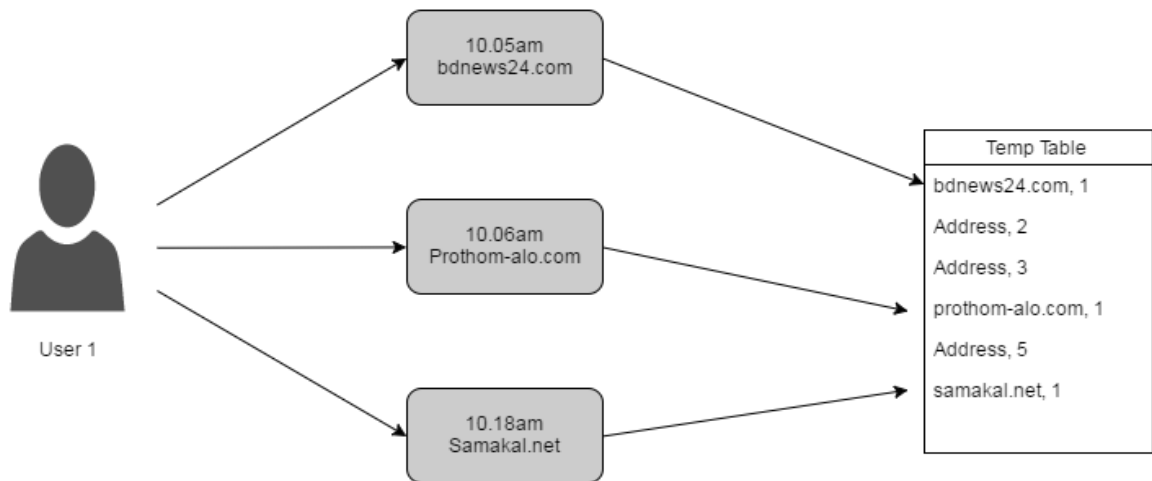 10.05am
bdnews24.com
10.06am
Prothom-alo.com
10.18am
Samakal.net
User 1
Temp Table
bdnews24.com, 1
Address, 2
Address, 3
prothom-alo.com, 1
Address, 5
samakal.net, 1